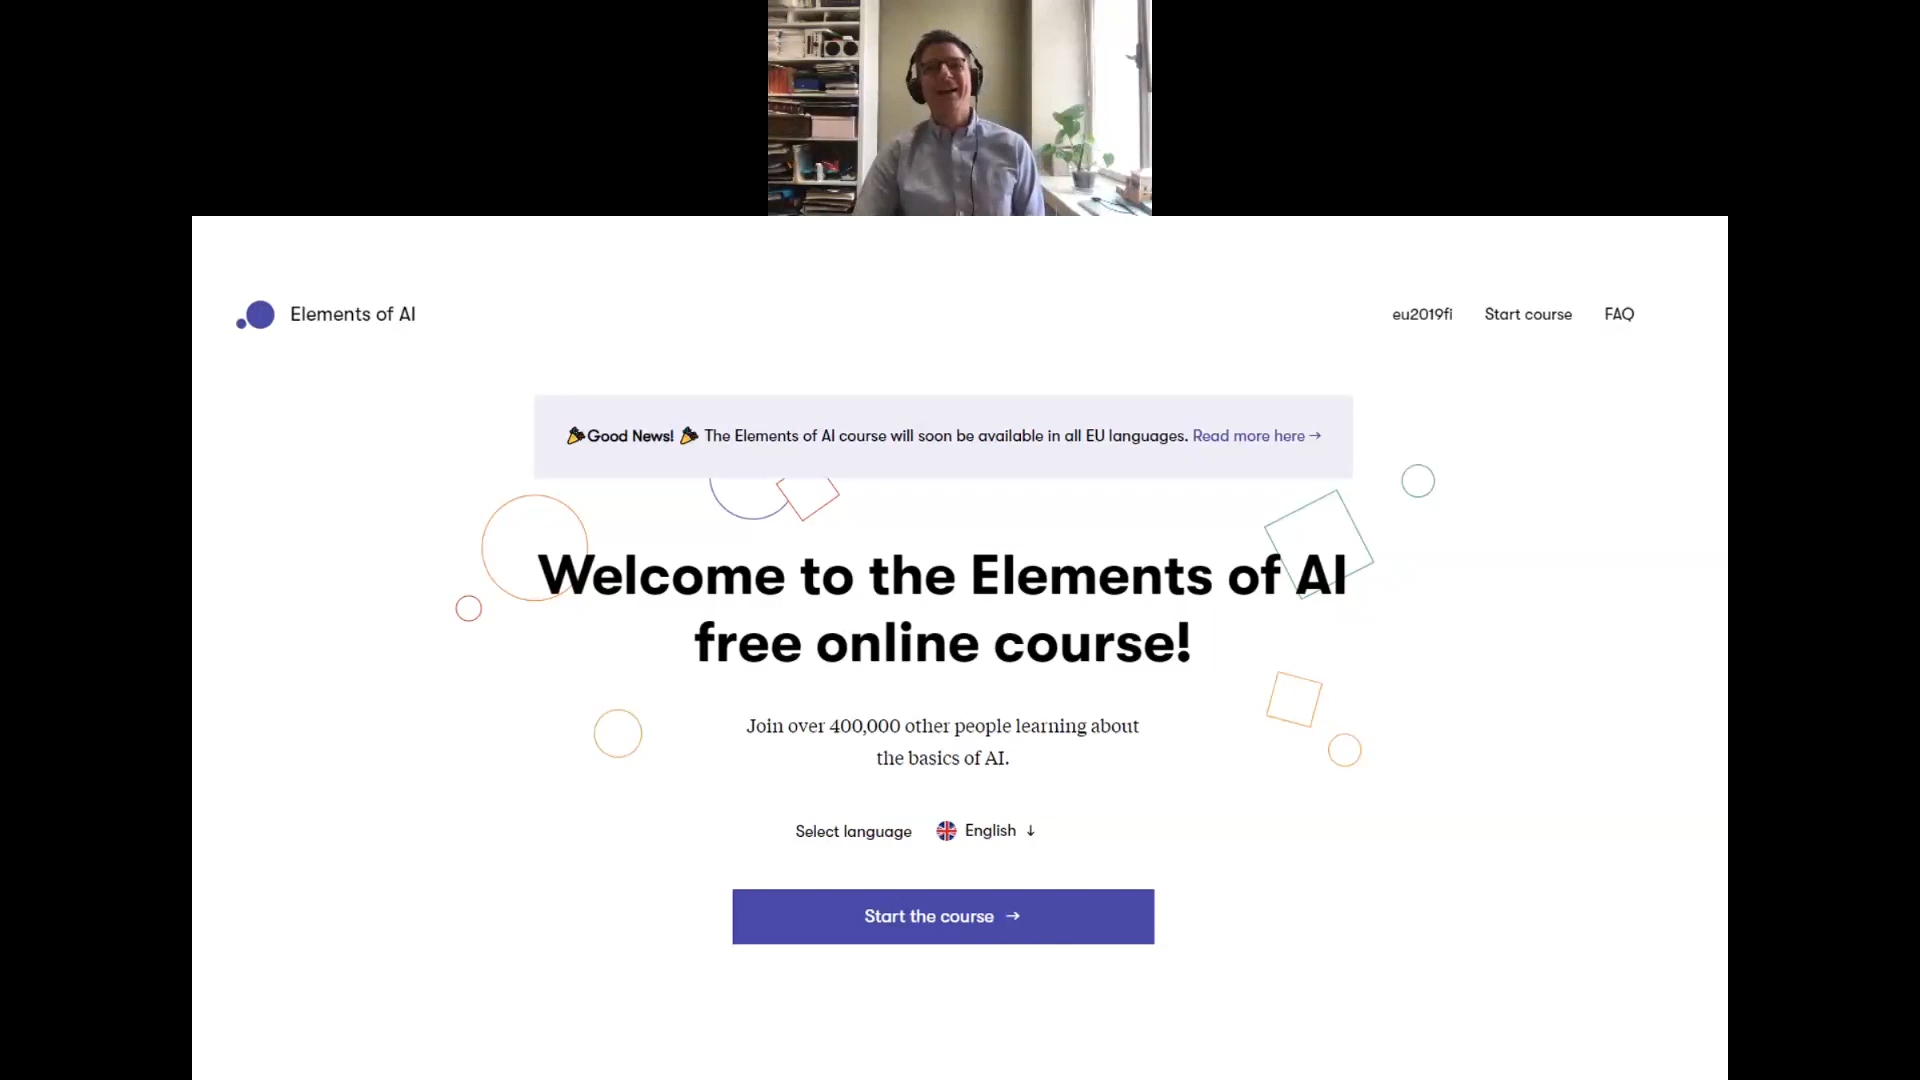 Elements of AI
eu2019fi Start course FAQ
🎉Good News! 🎉 The Elements of AI course will soon be available in all EU languages. Read more here →
Welcome to the Elements of AI
free online course!
Join over 400,000 other people learning about
the basics of AI.
Select language English ↓
Start the course →